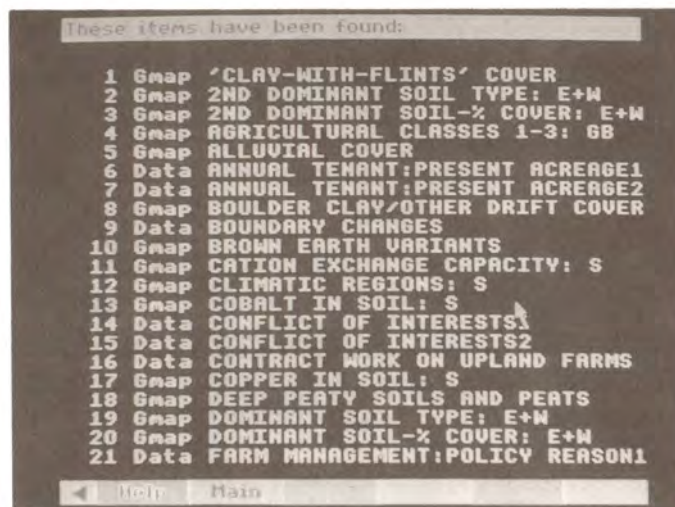 These items have been found:
1 Gmap 'CLAY-WITH-FLINTS' COVER
2 Gmap 2ND DOMINANT SOIL TYPE: E+W
3 Gmap 2ND DOMINANT SOIL-% COVER: E+W
4 Gmap AGRICULTURAL CLASSES 1-3: GB
5 Gmap ALLUVIAL COVER
6 Data ANNUAL TENANT:PRESENT ACREAGE1
7 Data ANNUAL TENANT:PRESENT ACREAGE2
8 Gmap BOULDER CLAY/OTHER DRIFT COVER
9 Data BOUNDARY CHANGES
10 Gmap BROWN EARTH VARIANTS
11 Gmap CATION EXCHANGE CAPACITY: S
12 Gmap CLIMATIC REGIONS: S
13 Gmap COBALT IN SOIL: S
14 Data CONFLICT OF INTERESTS1
15 Data CONFLICT OF INTERESTS2
16 Data CONTRACT WORK ON UPLAND FARMS
17 Gmap COPPER IN SOIL: S
18 Gmap DEEP PEATY SOILS AND PEATS
19 Gmap DOMINANT SOIL TYPE: E+W
20 Gmap DOMINANT SOIL-% COVER: E+W
21 Data FARM MANAGEMENT:POLICY REASON1
Help Main